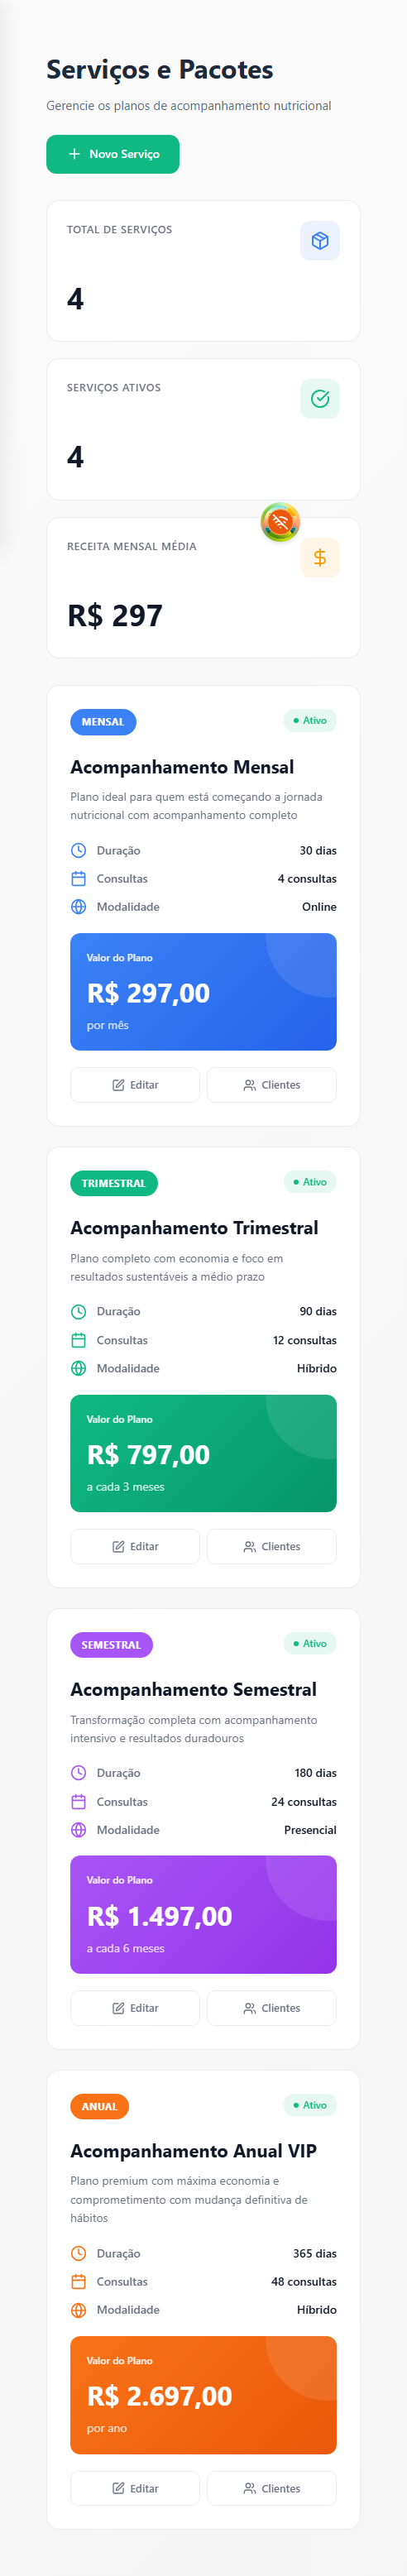 Serviços e Pacotes
Gerencie os planos de acompanhamento nutricional
Novo Serviço
TOTAL DE SERVIÇOS
4
SERVIÇOS ATIVOS
4
RECEITA MENSAL MÉDIA
R$ 297
MENSAL
Ativo
Acompanhamento Mensal
Plano ideal para quem está começando a jornada
nutricional com acompanhamento completo
Duração 30 dias
Consultas 4 consultas
Modalidade Online
Valor do Plano
R$ 297,00
por mês
Editar Clientes
TRIMESTRAL
Ativo
Acompanhamento Trimestral
Plano completo com economia e foco em
resultados sustentáveis a médio prazo
Duração 90 dias
Consultas 12 consultas
Modalidade Híbrido
Valor do Plano
R$ 797,00
a cada 3 meses
Editar Clientes
SEMESTRAL
Ativo
Acompanhamento Semestral
Transformação completa com acompanhamento
intensivo e resultados duradouros
Duração 180 dias
Consultas 24 consultas
Modalidade Presencial
Valor do Plano
R$ 1.497,00
a cada 6 meses
Editar Clientes
ANUAL
Ativo
Acompanhamento Anual VIP
Plano premium com máxima economia e
comprometimento com mudança definitiva de
hábitos
Duração 365 dias
Consultas 48 consultas
Modalidade Híbrido
Valor do Plano
R$ 2.697,00
por ano
Editar Clientes